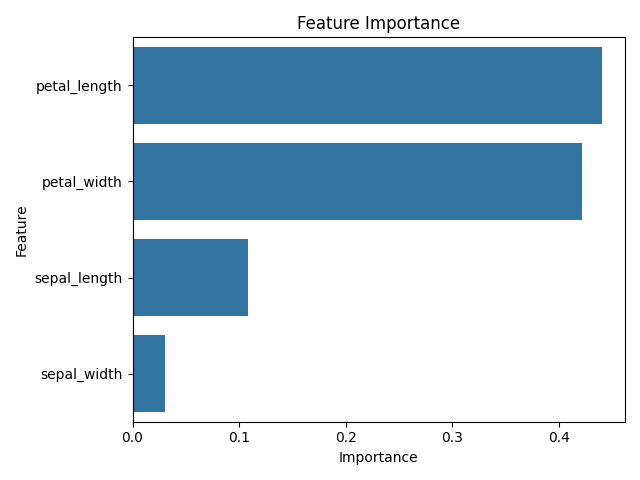 Feature Importance
petal_length
petal_width
sepal_length
sepal_width
Feature
0.0 0.1 0.2 0.3 0.4
Importance